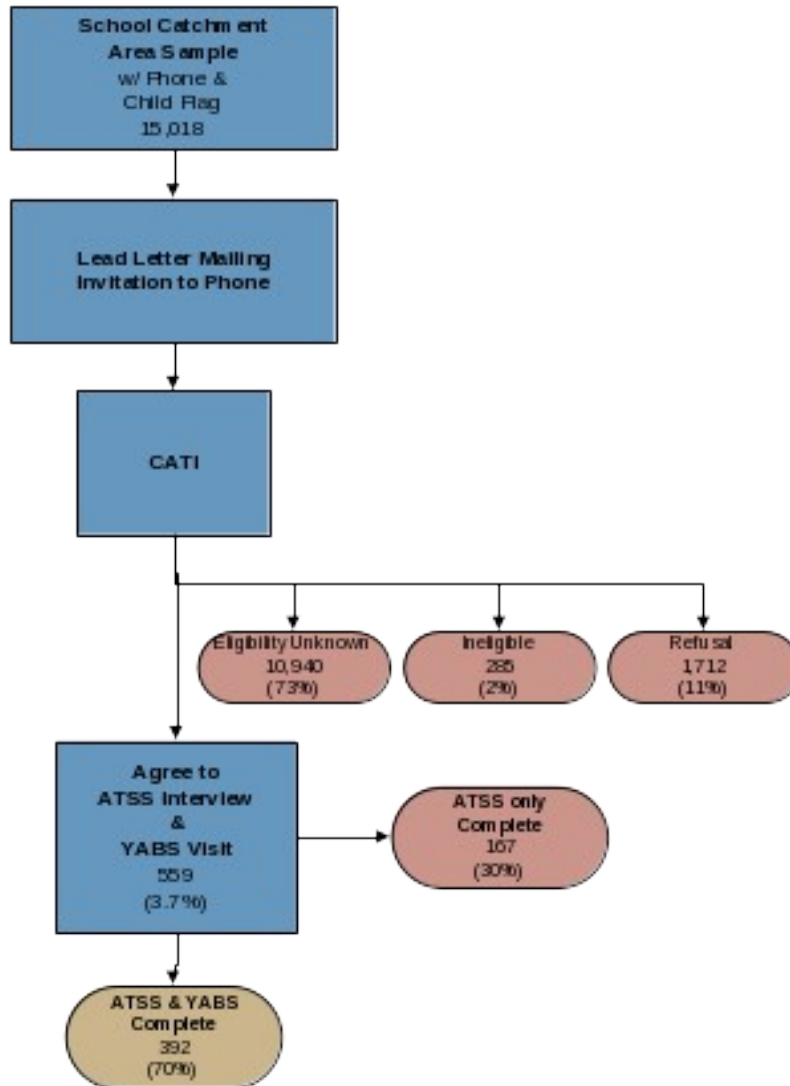 School Catchment
Area Sample
w/ Phone &
Child Flag
15,018
Lead Letter Mailing
Invitation to Phone
CATI
Eligibility Unknown
10,940
(73%)
Ineligible
285
(2%)
Refusal
1,712
(11%)
Agree to
ATSS Interview
&
YABS Visit
559
(3.7%)
ATSS only
Complete
167
(30%)
ATSS & YABS
Complete
392
(70%)